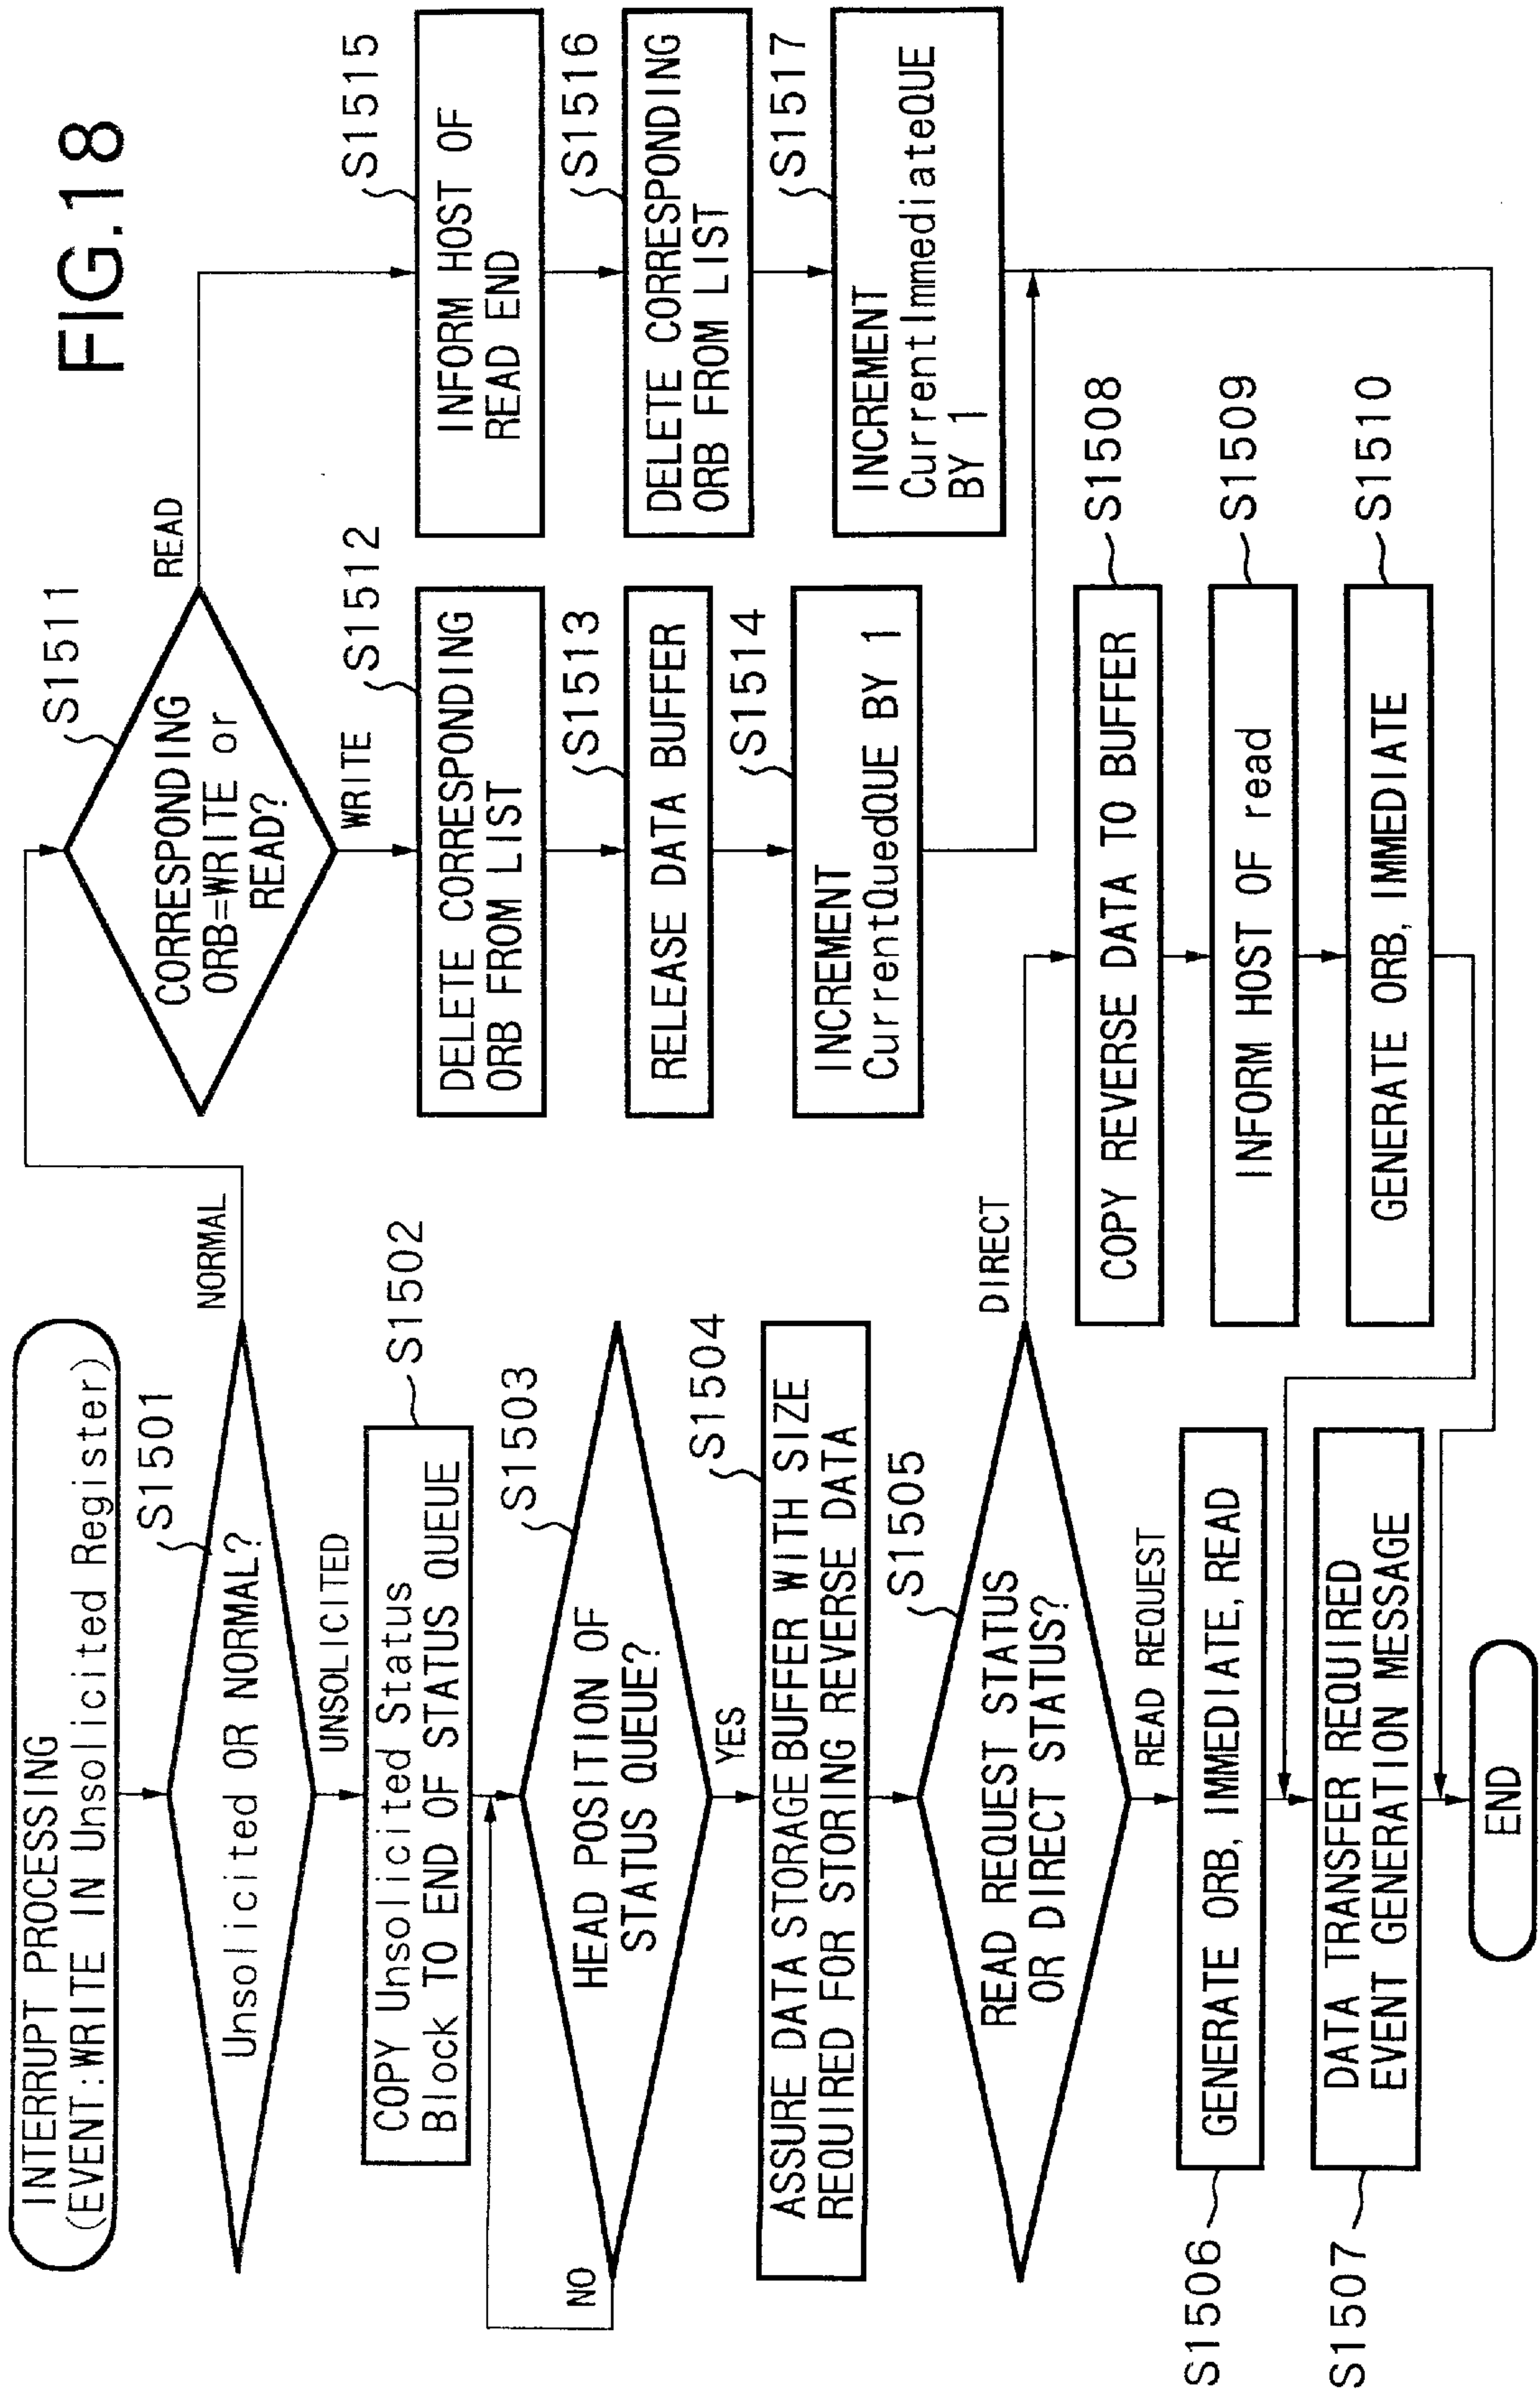 FIG.18
INTERRUPT PROCESSING
(EVENT:WRITE IN Unsolicited Register)
S1501
Unsolicited OR NORMAL?
NORMAL
UNSOLICITED
S1502
COPY Unsolicited Status
Block TO END OF STATUS QUEUE
S1503
HEAD POSITION OF
STATUS QUEUE?
NO
YES
S1504
ASSURE DATA STORAGE BUFFER WITH SIZE
REQUIRED FOR STORING REVERSE DATA
S1505
READ REQUEST STATUS
OR DIRECT STATUS?
DIRECT
READ REQUEST
S1506
GENERATE ORB, IMMEDIATE, READ
S1507
DATA TRANSFER REQUIRED
EVENT GENERATION MESSAGE
END
S1508
COPY REVERSE DATA TO BUFFER
S1509
INFORM HOST OF read
S1510
GENERATE ORB, IMMEDIATE
S1511
CORRESPONDING
ORB=WRITE or
READ?
READ
WRITE
S1512
DELETE CORRESPONDING
ORB FROM LIST
S1513
RELEASE DATA BUFFER
S1514
INCREMENT
CurrentQuedQUE BY 1
S1515
INFORM HOST OF
READ END
S1516
DELETE CORRESPONDING
ORB FROM LIST
S1517
INCREMENT
CurrentImmediateQUE
BY 1